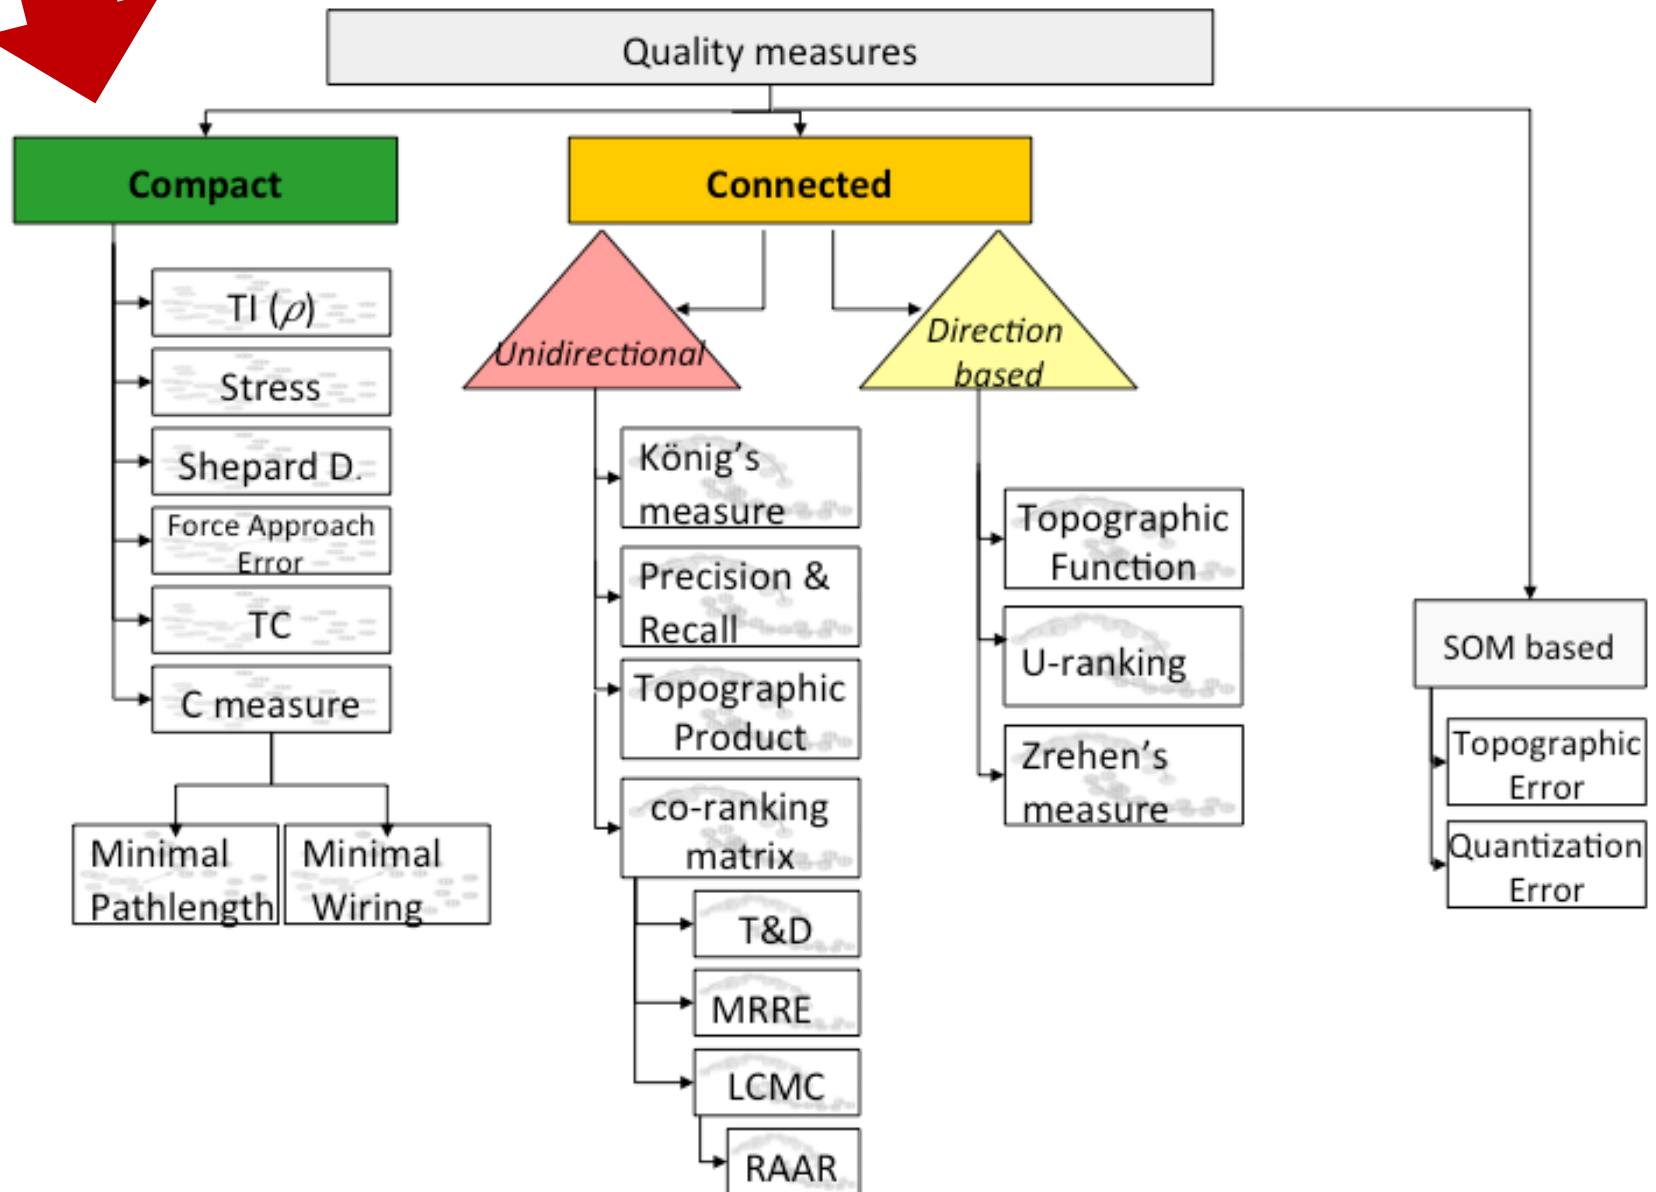 Quality measures
Compact
TI (ρ)
Stress
Shepard D.
Force Approach
Error
TC
C measure
Minimal
Pathlength
Minimal
Wiring
Connected
Unidirectional
König’s
measure
Precision &
Recall
Topographic
Product
co-ranking
matrix
T&D
MRRE
LCMC
RAAR
Direction
based
Topographic
Function
U-ranking
Zrehen’s
measure
SOM based
Topographic
Error
Quantization
Error